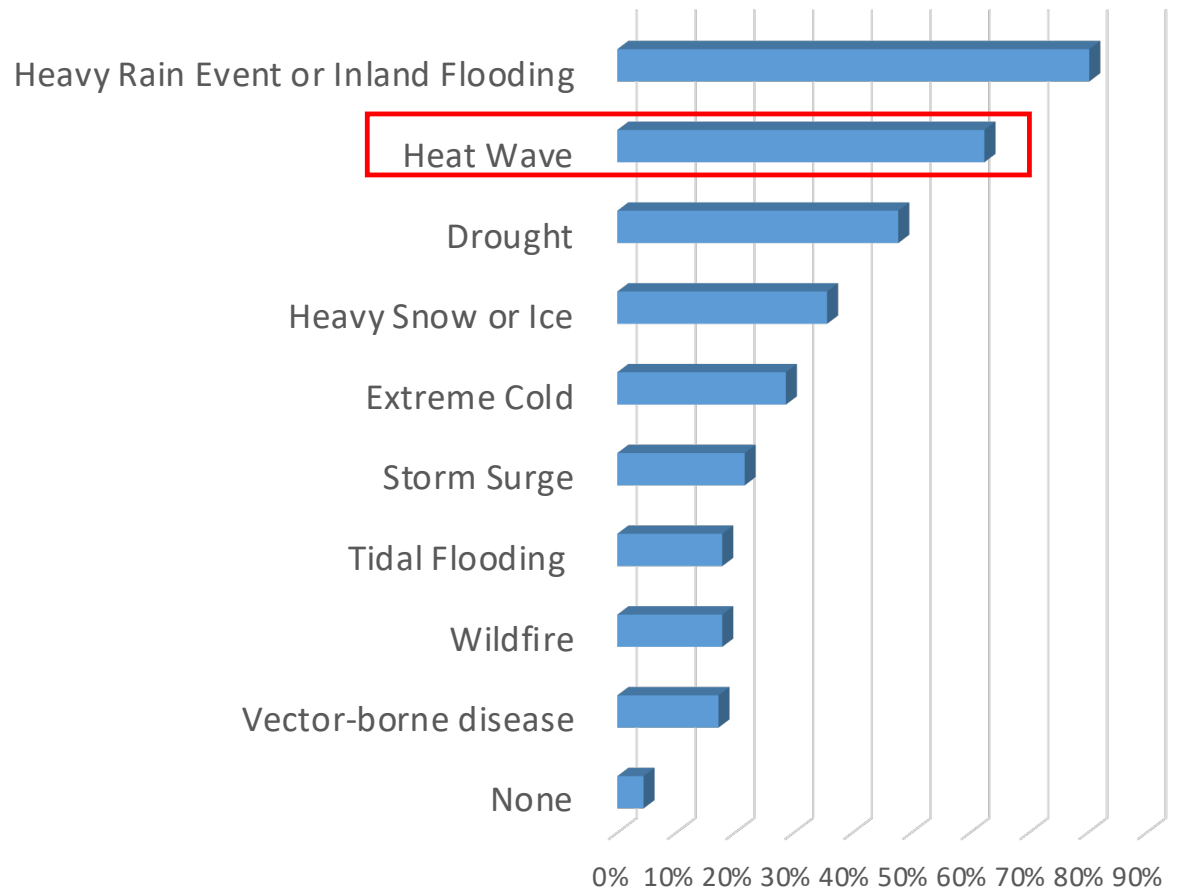 Heavy Rain Event or Inland Flooding
Heat Wave
Drought
Heavy Snow or Ice
Extreme Cold
Storm Surge
Tidal Flooding
Wildfire
Vector-borne disease
None
0% 10% 20% 30% 40% 50% 60% 70% 80% 90%